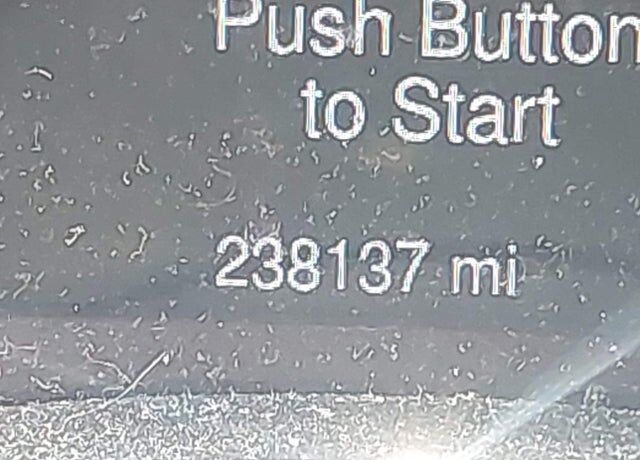 Push Button
to Start
238137 mi